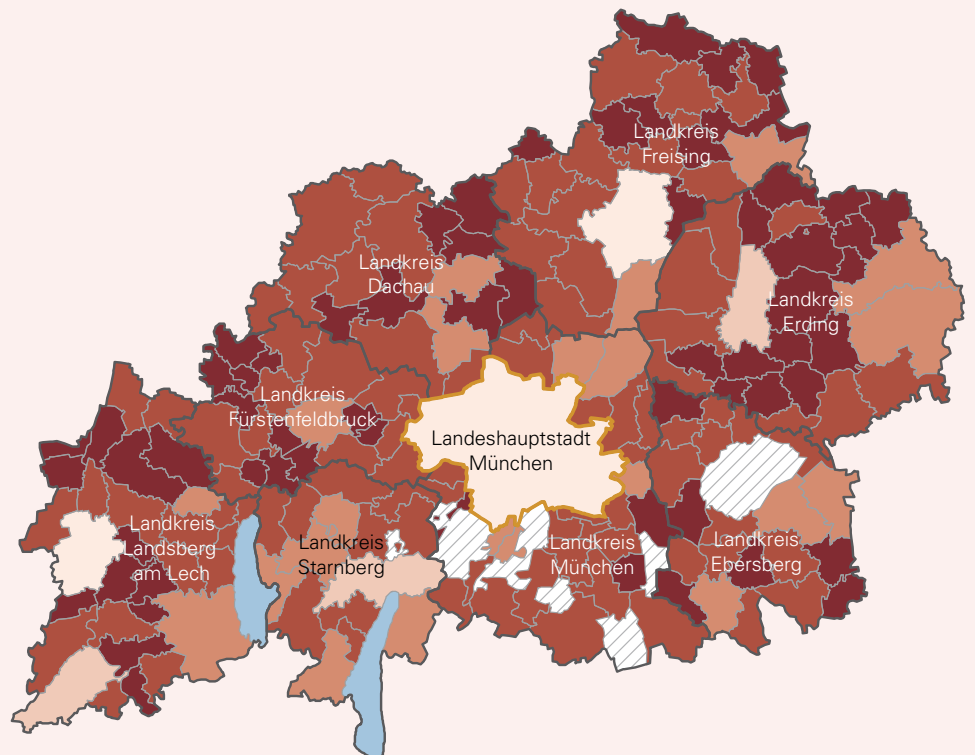 Landkreis
Freising
Landkreis
Dachau
Landkreis
Erding
Landkreis
Fürstenfeldbruck
Landeshauptstadt
München
Landkreis
Landsberg
am Lech
Landkreis
Starnberg
Landkreis
München
Landkreis
Ebersberg